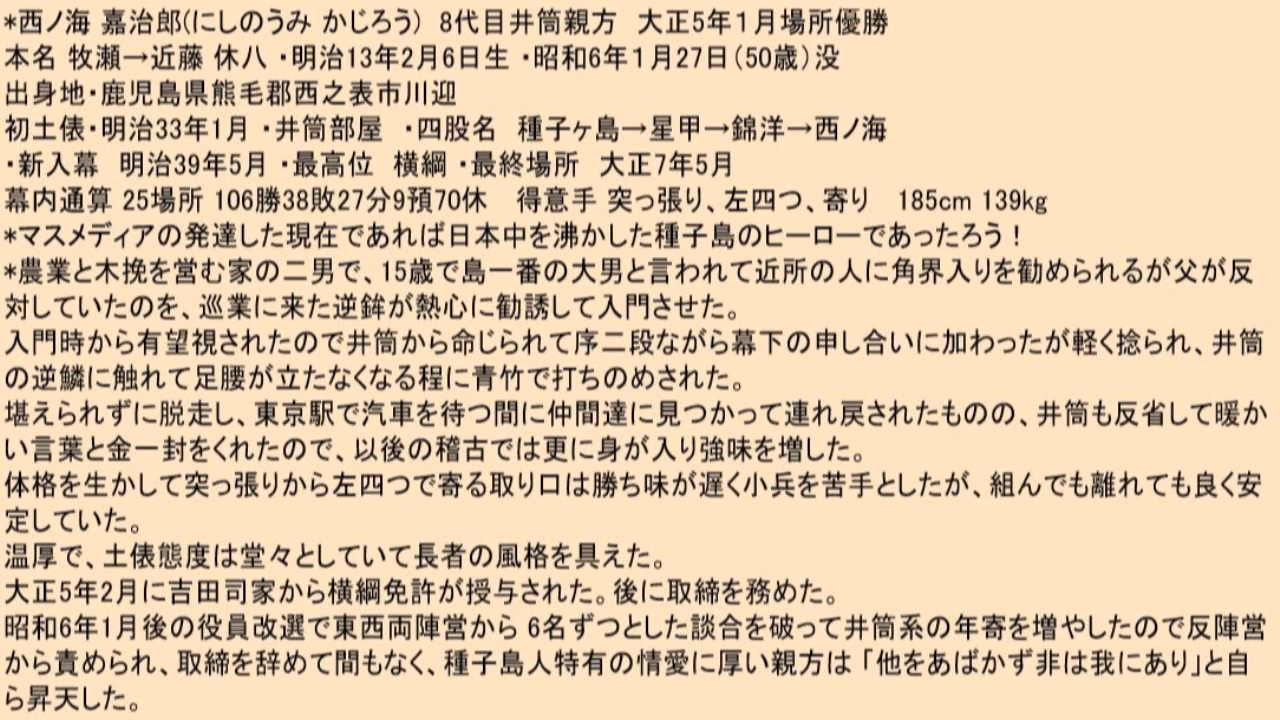 *西ノ海 嘉治郎(にしのうみ かじろう)　8代目井筒親方　大正5年1月場所優勝
本名 牧瀬→近藤 休八 ・明治13年2月6日生 ・昭和6年1月27日(50歳)没
出身地・鹿児島県熊毛郡西之表市川迎
初土俵・明治33年1月 ・井筒部屋　・四股名　種子ヶ島→星甲→錦洋→西ノ海
・新入幕　明治39年5月 ・最高位　横綱 ・最終場所　大正7年5月
幕内通算 25場所 106勝38敗27分9預70休　得意手 突っ張り、左四つ、寄り　185cm 139kg
*マスメディアの発達した現在であれば日本中を沸かした種子島のヒーローであったろう！
*農業と木挽を営む家の二男で、15歳で島一番の大男と言われて近所の人に角界入りを勧められるが父が反
対していたのを、巡業に来た逆鉾が熱心に勧誘して入門させた。
入門時から有望視されたので井筒から命じられて序二段ながら幕下の申し合いに加わったが軽く捻られ、井筒
の逆鱗に触れて足腰が立たなくなる程に青竹で打ちのめされた。
堪えられずに脱走し、東京駅で汽車を待つ間に仲間達に見つかって連れ戻されたものの、井筒も反省して暖か
い言葉と金一封をくれたので、以後の稽古では更に身が入り強味を増した。
体格を生かして突っ張りから左四つで寄る取り口は勝ち味が遅く小兵を苦手としたが、組んでも離れても良く安
定していた。
温厚で、土俵態度は堂々としていて長者の風格を具えた。
大正5年2月に吉田司家から横綱免許が授与された。後に取締を務めた。
昭和6年1月後の役員改選で東西両陣営から 6名ずつとした談合を破って井筒系の年寄を増やしたので反陣営
から責められ、取締を辞めて間もなく、種子島人特有の情愛に厚い親方は「他をあばかず非は我にあり」と自
ら昇天した。